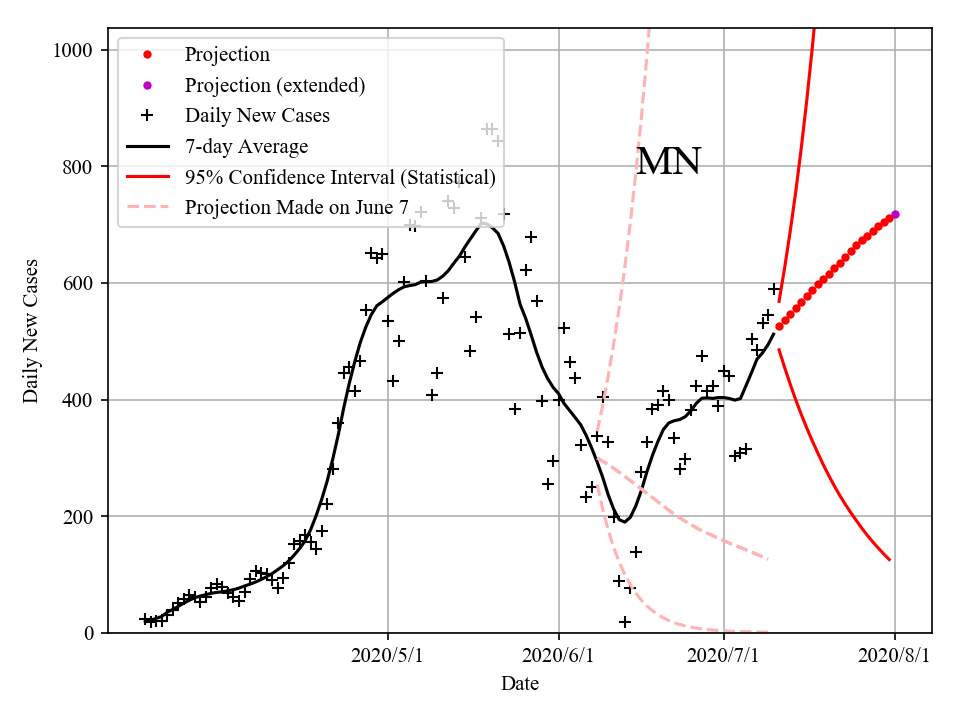 1000
800
600
400
200
0
Daily New Cases
Projection
Projection (extended)
Daily New Cases
7-day Average
95% Confidence Interval (Statistical)
Projection Made on June 7
MN
2020/5/1
2020/6/1
2020/7/1
2020/8/1
Date